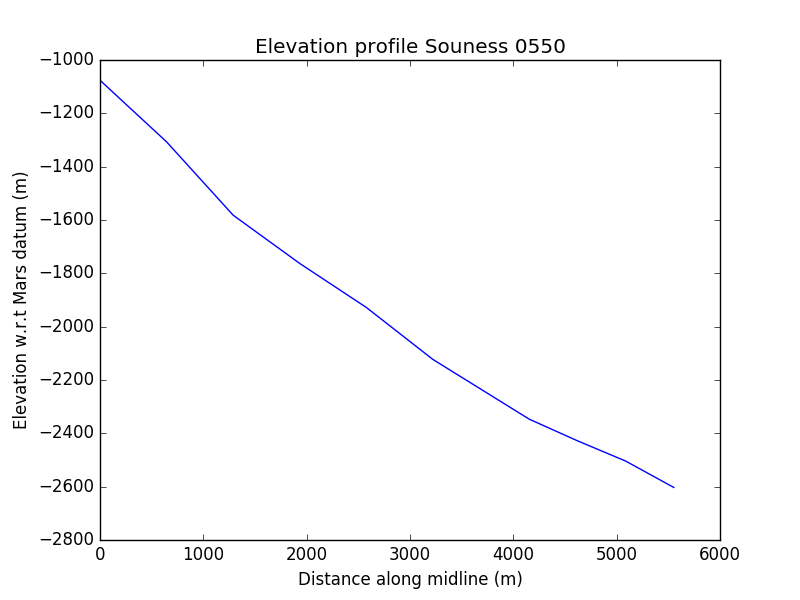 Elevation profile Souness 0550
Elevation w.r.t Mars datum (m)
−1000
−1200
−1400
−1600
−1800
−2000
−2200
−2400
−2600
−2800
0 1000 2000 3000 4000 5000 6000
Distance along midline (m)